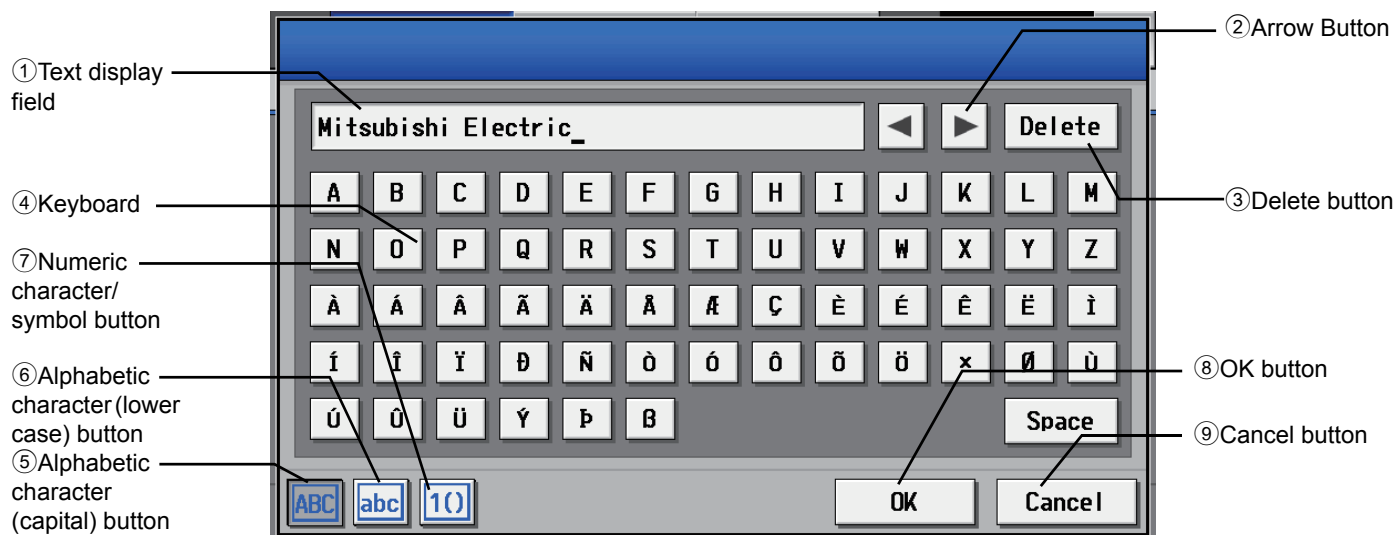 ②Arrow Button
①Text display
field
Mitsubishi Electric_
◀ ▶ Delete
A B C D E F G H I J K L M
③Delete button
④Keyboard
N O P Q R S T U V W X Y Z
⑦Numeric
character/
symbol button
À Á Â Ã Ä Å Æ Ç È É Ê Ë Ì
Í Î Ï Ð Ñ Ò Ó Ô Õ Ö × Ø Ù
⑧OK button
⑥Alphabetic
character (lower
case) button
Ú Û Ü Ý Þ ß Space
⑨Cancel button
⑤Alphabetic
character
(capital) button
ABC abc 1() OK Cancel